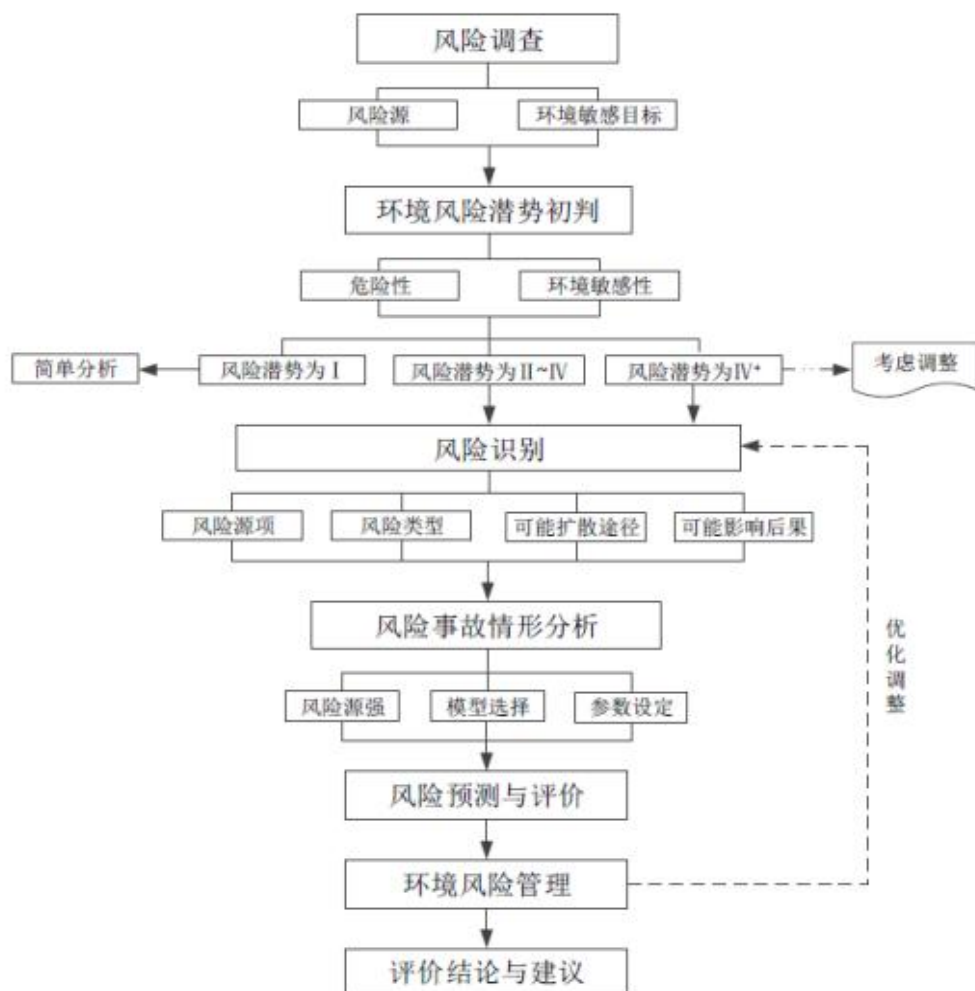 风险调查
风险源
环境敏感目标
环境风险潜势初判
危险性
环境敏感性
简单分析
风险潜势为Ⅰ
风险潜势为Ⅱ~Ⅳ
风险潜势为Ⅳ⁺
考虑调整
风险识别
风险源项
风险类型
可能扩散途径
可能影响后果
风险事故情形分析
优化调整
风险源强
模型选择
参数设定
风险预测与评价
环境风险管理
评价结论与建议